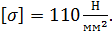 [σ] = 110 Н/мм².